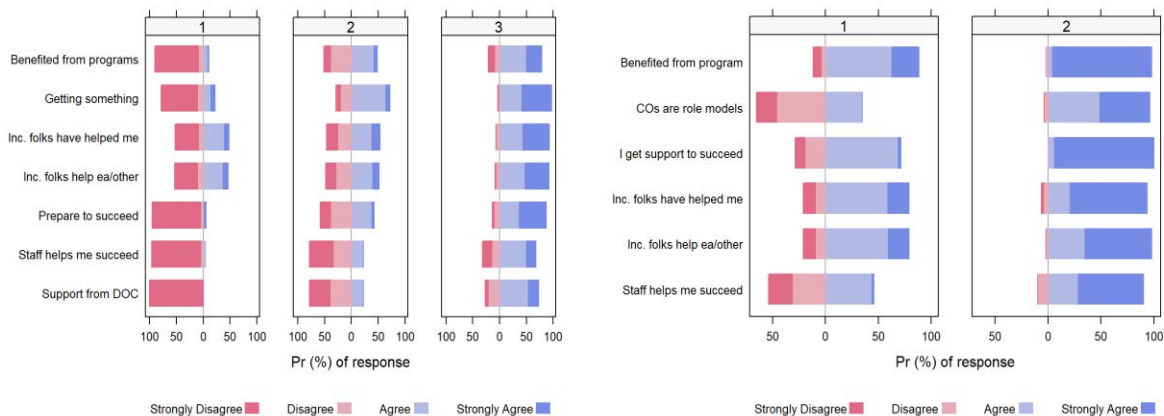 1 2 3
Benefited from programs
Getting something
Inc. folks have helped me
Inc. folks help ea/other
Prepare to succeed
Staff helps me succeed
Support from DOC
100 50 0 50 100 100 50 0 50 100 100 50 0 50 100
Pr (%) of response
Strongly Disagree Disagree Agree Strongly Agree
1 2
Benefited from program
COs are role models
I get support to succeed
Inc. folks have helped me
Inc. folks help ea/other
Staff helps me succeed
50 0 50 100 50 0 50 100
Pr (%) of response
Strongly Disagree Disagree Agree Strongly Agree